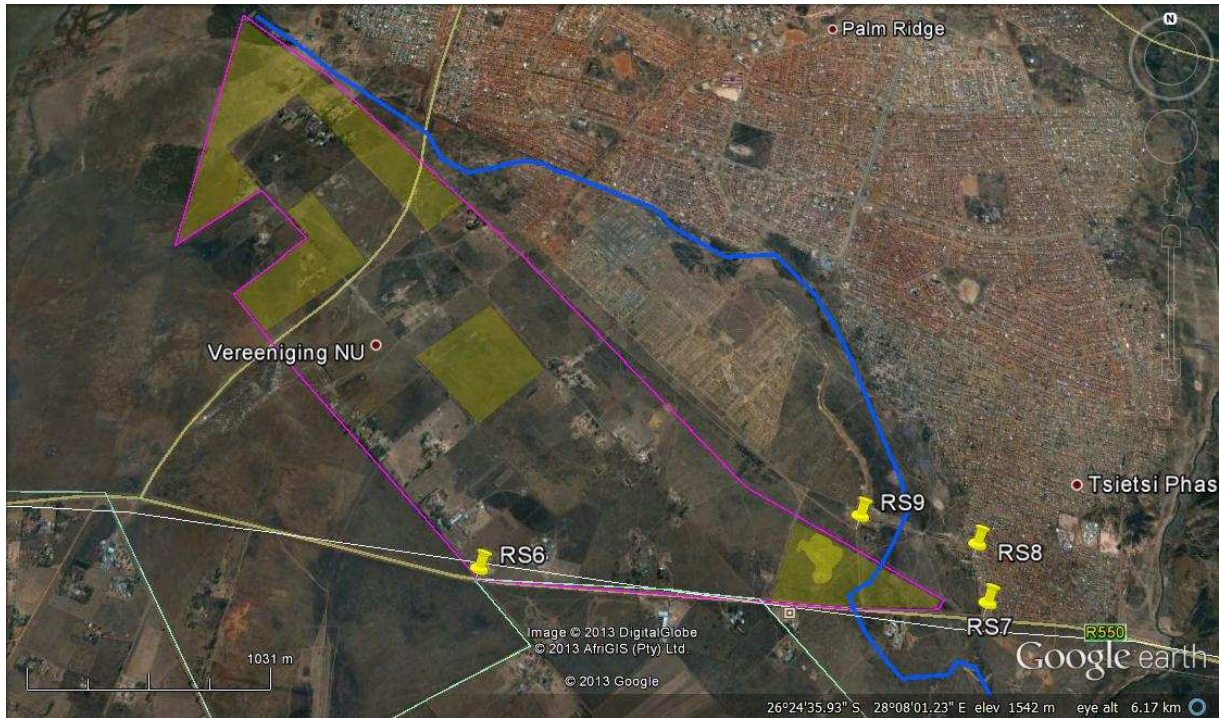 N
Palm Ridge
Vereeniging NU
Tsietsi Phas
RS9
RS8
RS6
RS7
R550
Image © 2013 DigitalGlobe
© 2013 AfriGIS (Pty) Ltd.
© 2013 Google
Google earth
1031 m
26°24'35.93" S 28°08'01.23" E elev 1542 m eye alt 6.17 km